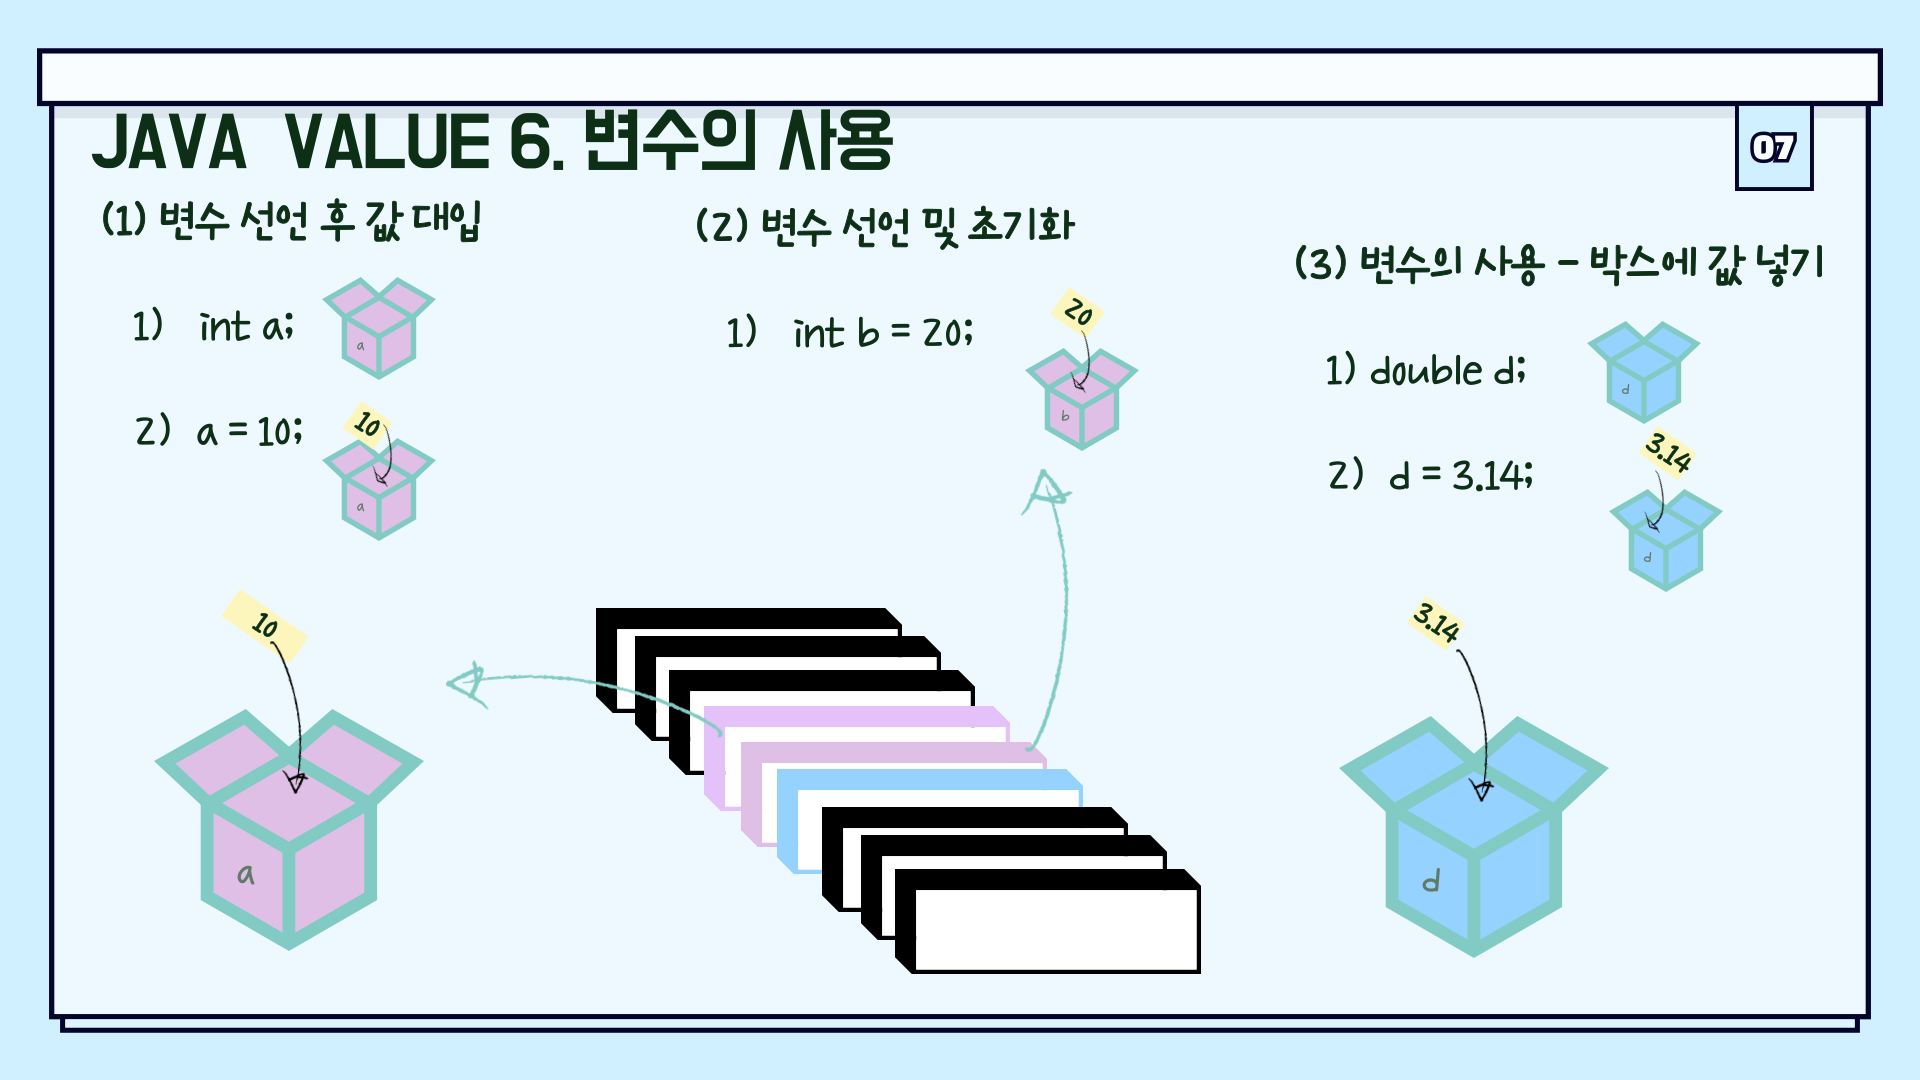 JAVA VALUE 6. 변수의 사용
07
(1) 변수 선언 후 값 대입
1) int a;
a
2) a = 10;
10
a
10
a
(2) 변수 선언 및 초기화
1) int b = 20;
20
b
(3) 변수의 사용 - 박스에 값 넣기
1) double d;
d
2) d = 3.14;
3.14
d
3.14
d